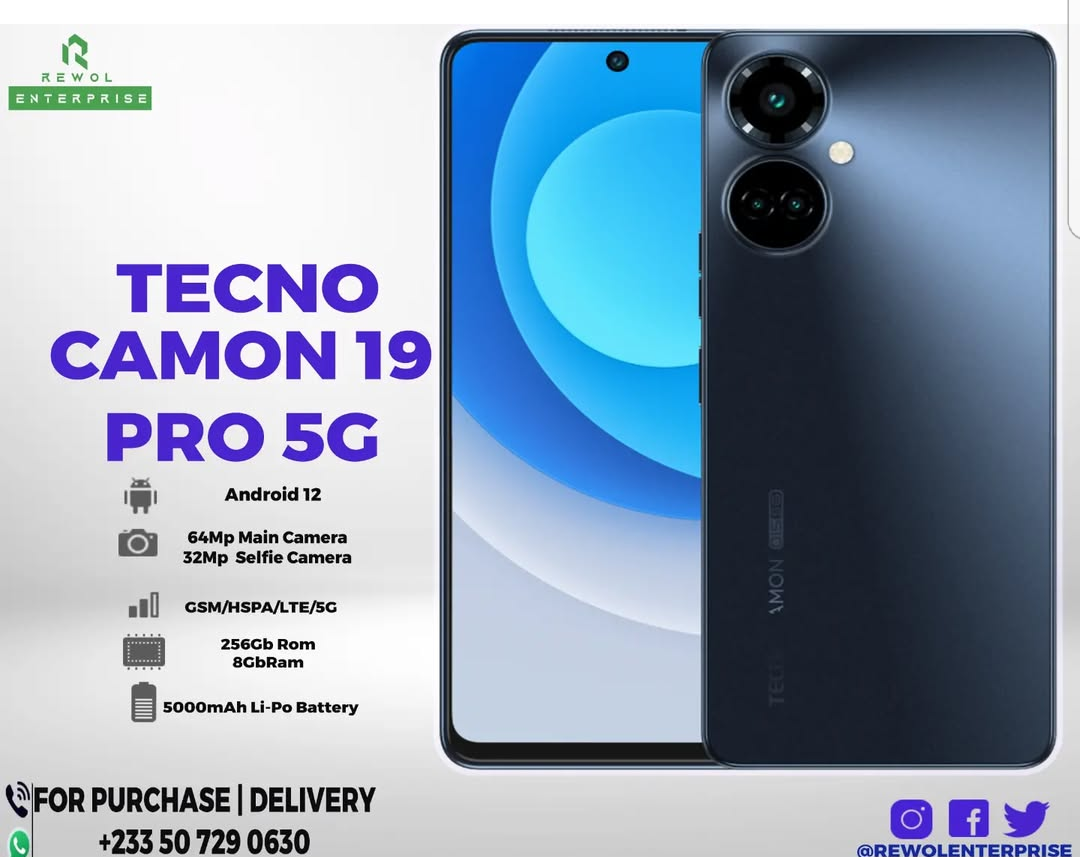 REWOL
ENTERPRISE
TECNO
CAMON 19
PRO 5G
Android 12
64Mp Main Camera
32Mp Selfie Camera
GSM/HSPA/LTE/5G
256Gb Rom
8GbRam
5000mAh Li-Po Battery
FOR PURCHASE | DELIVERY
+233 50 729 0630
@REWOLENTERPRISE